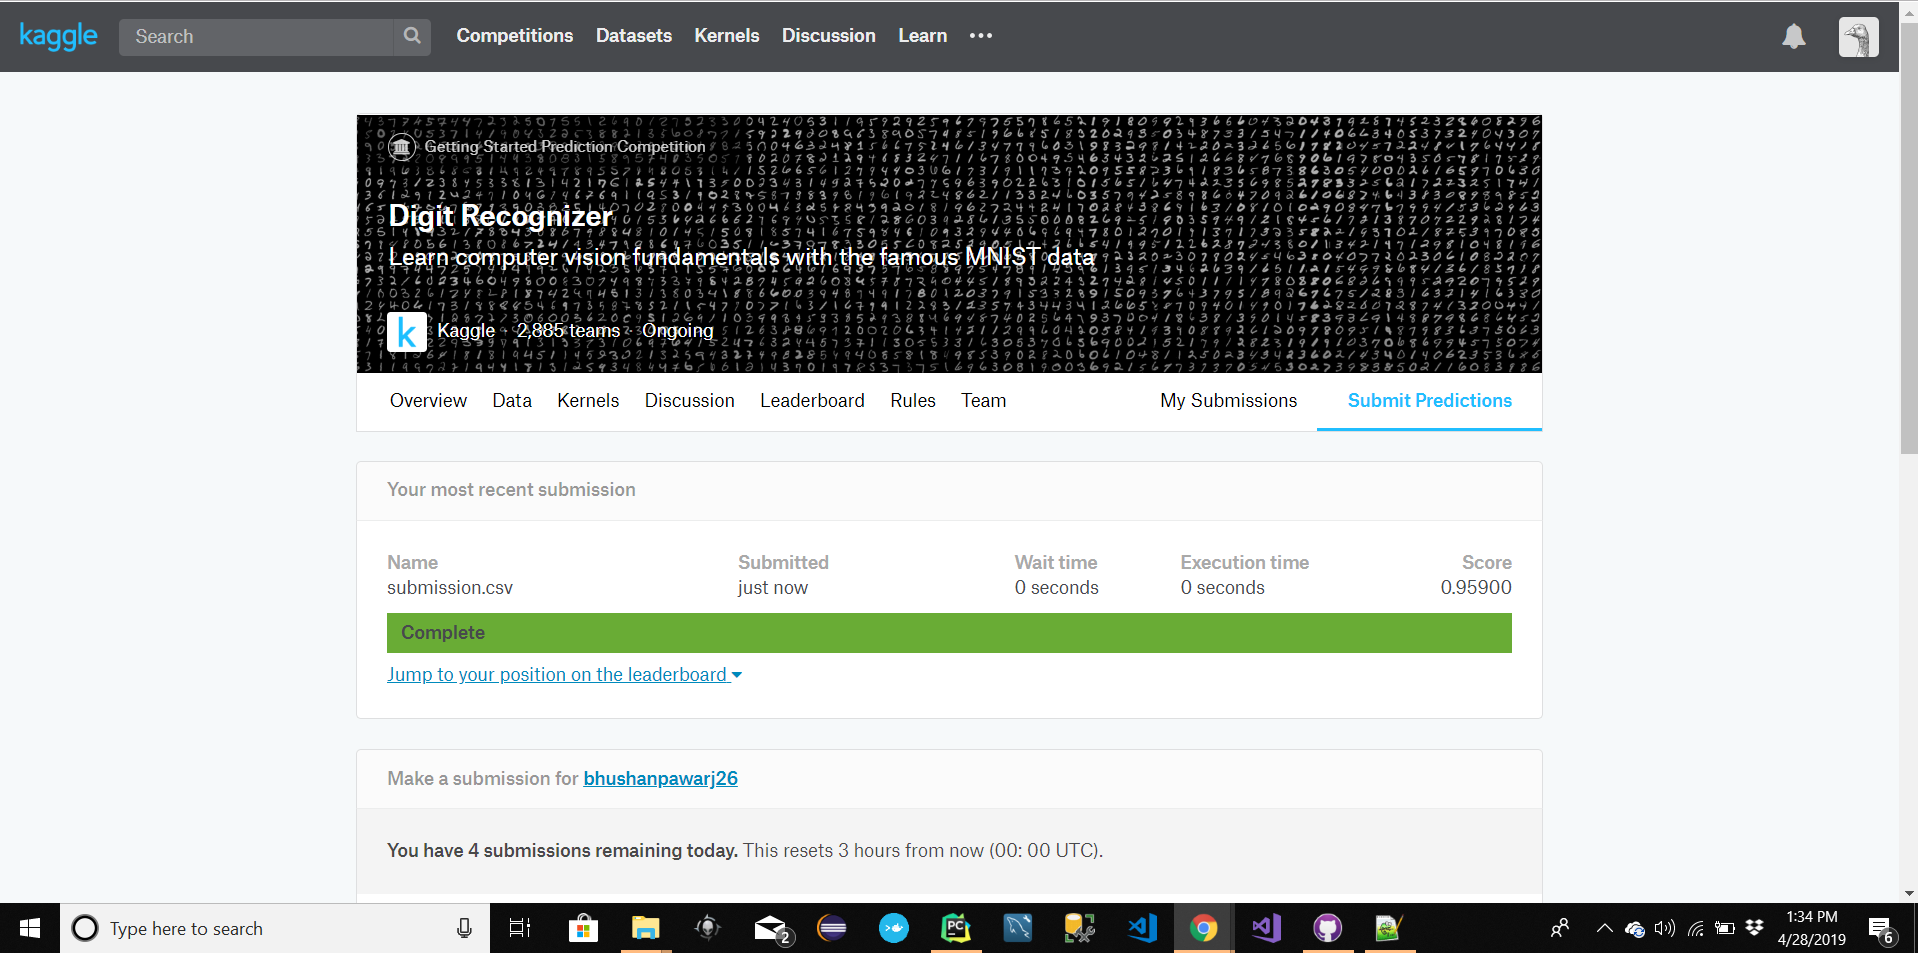 kaggle Search Competitions Datasets Kernels Discussion Learn
Getting Started Prediction Competition
Digit Recognizer
Learn computer vision fundamentals with the famous MNIST data
k Kaggle · 2,885 teams · Ongoing
Overview Data Kernels Discussion Leaderboard Rules Team My Submissions Submit Predictions
Your most recent submission
Name Submitted Wait time Execution time Score
submission.csv just now 0 seconds 0 seconds 0.95900
Complete
Jump to your position on the leaderboard
Make a submission for bhushanpawarj26
You have 4 submissions remaining today. This resets 3 hours from now (00: 00 UTC).
Type here to search
2
PC
1:34 PM
4/28/2019
6